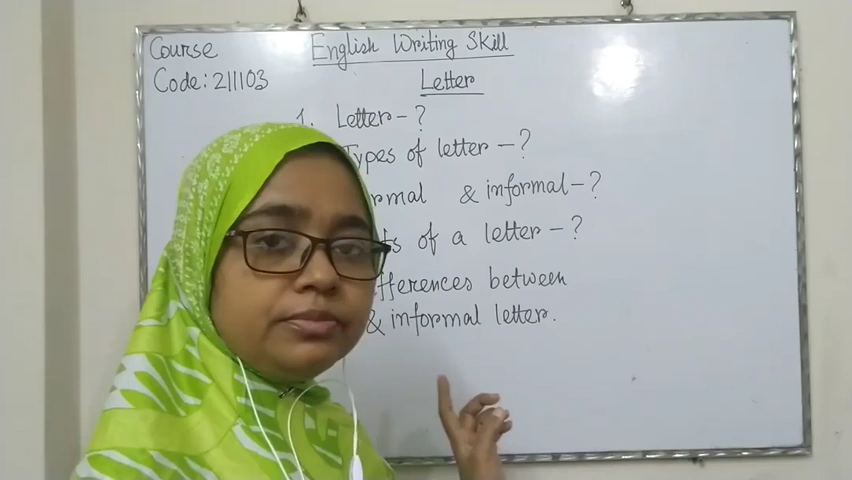 Course English Writing Skill
Code: 211103 Letter
1. Letter - ?
Types of letter - ?
rmal & informal - ?
ts of a letter - ?
fferences between
& informal letter.